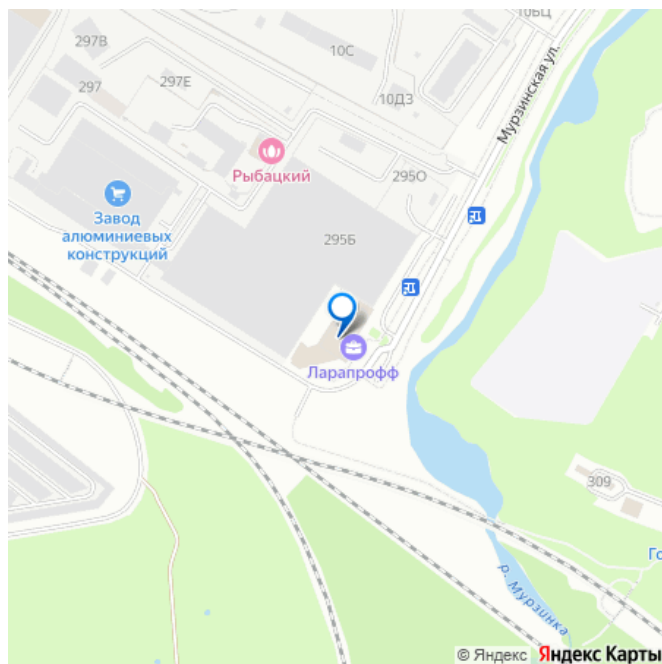 10БЦ
297В
10С
297Е
297
10Д3
Мурзинская ул.
Рыбацкий
295О
Завод
алюминиевых
конструкций
295Б
Ларапрофф
309
Го
р. Мурзинка
© Яндекс Яндекс Карты